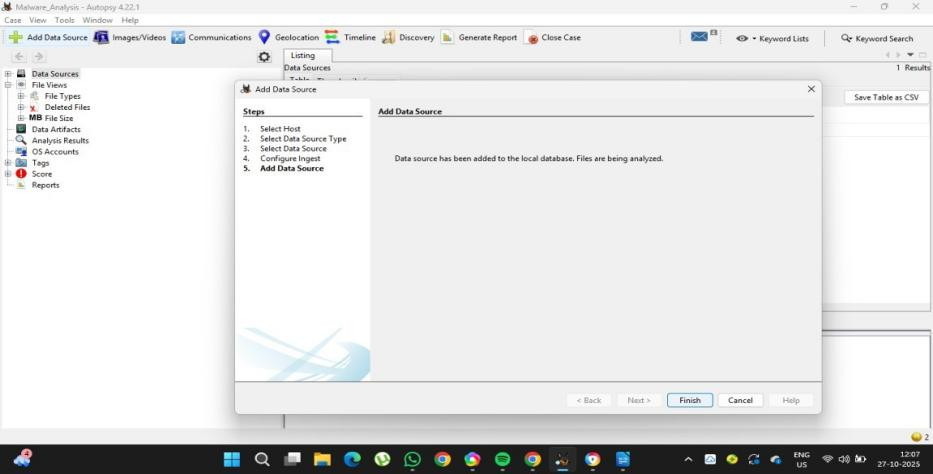 Malware_Analysis - Autopsy 4.22.1
Case View Tools Window Help
Add Data Source Images/Videos Communications Geolocation Timeline Discovery Generate Report Close Case Keyword Lists Keyword Search
Listing
Data Sources
1 Results
Table
Save Table as CSV
Data Sources
File Views
File Types
Deleted Files
MB File Size
Data Artifacts
Analysis Results
OS Accounts
Tags
Score
Reports
Add Data Source
Steps
1. Select Host
2. Select Data Source Type
3. Select Data Source
4. Configure Ingest
5. Add Data Source
Add Data Source
Data source has been added to the local database. Files are being analyzed.
< Back Next > Finish Cancel Help
2
4
ENG
US
12:07
27-10-2025